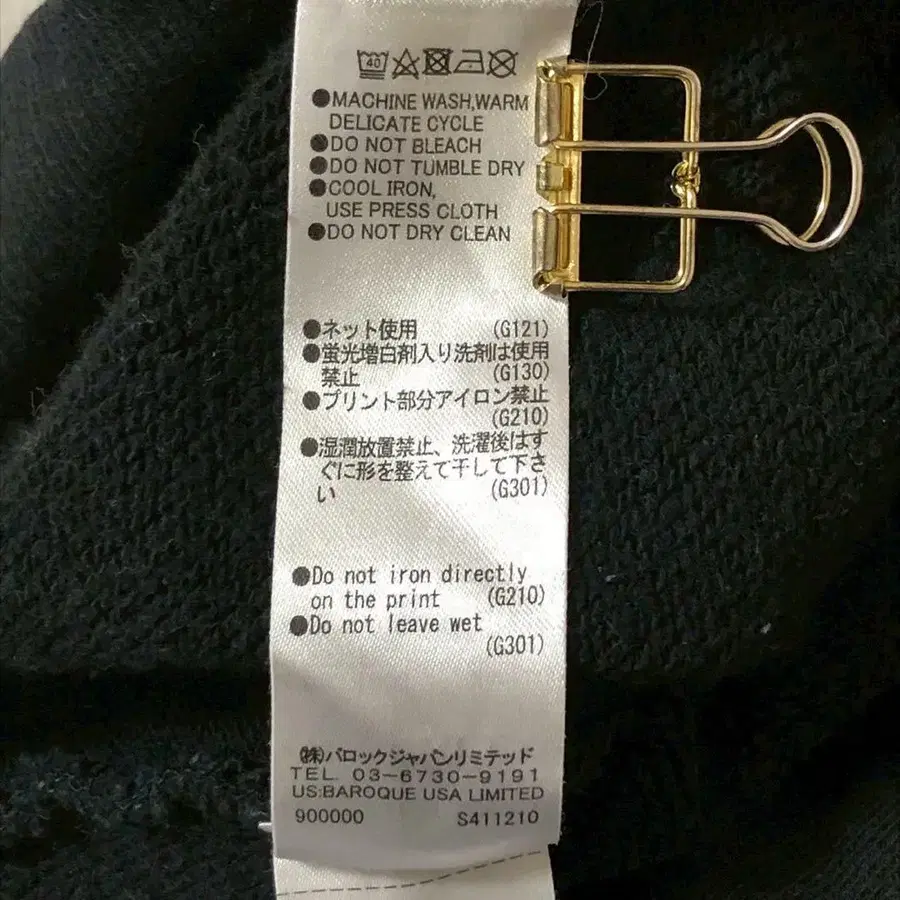 40
●MACHINE WASH,WARM
DELICATE CYCLE
●DO NOT BLEACH
●DO NOT TUMBLE DRY
●COOL IRON,
USE PRESS CLOTH
●DO NOT DRY CLEAN
●ネット使用 (G121)
●蛍光増白剤入り洗剤は使用
禁止 (G130)
●プリント部分アイロン禁止
(G210)
●湿潤放置禁止、洗濯後はす
ぐに形を整えて干して下さ
い (G301)
●Do not iron directly
on the print (G210)
●Do not leave wet
(G301)
㈱バロックジャパンリミテッド
TEL. 03-6730-9191
US:BAROQUE USA LIMITED
900000 S411210